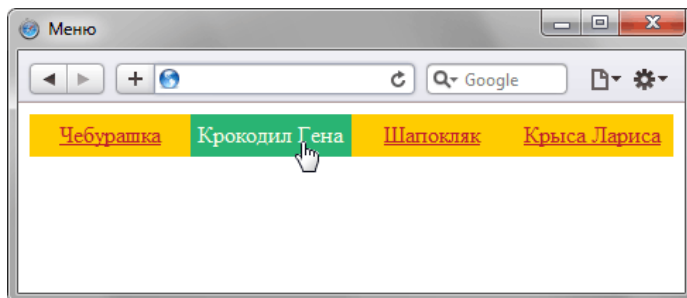 Меню
Google
Чебурашка Крокодил Гена Шапокляк Крыса Лариса